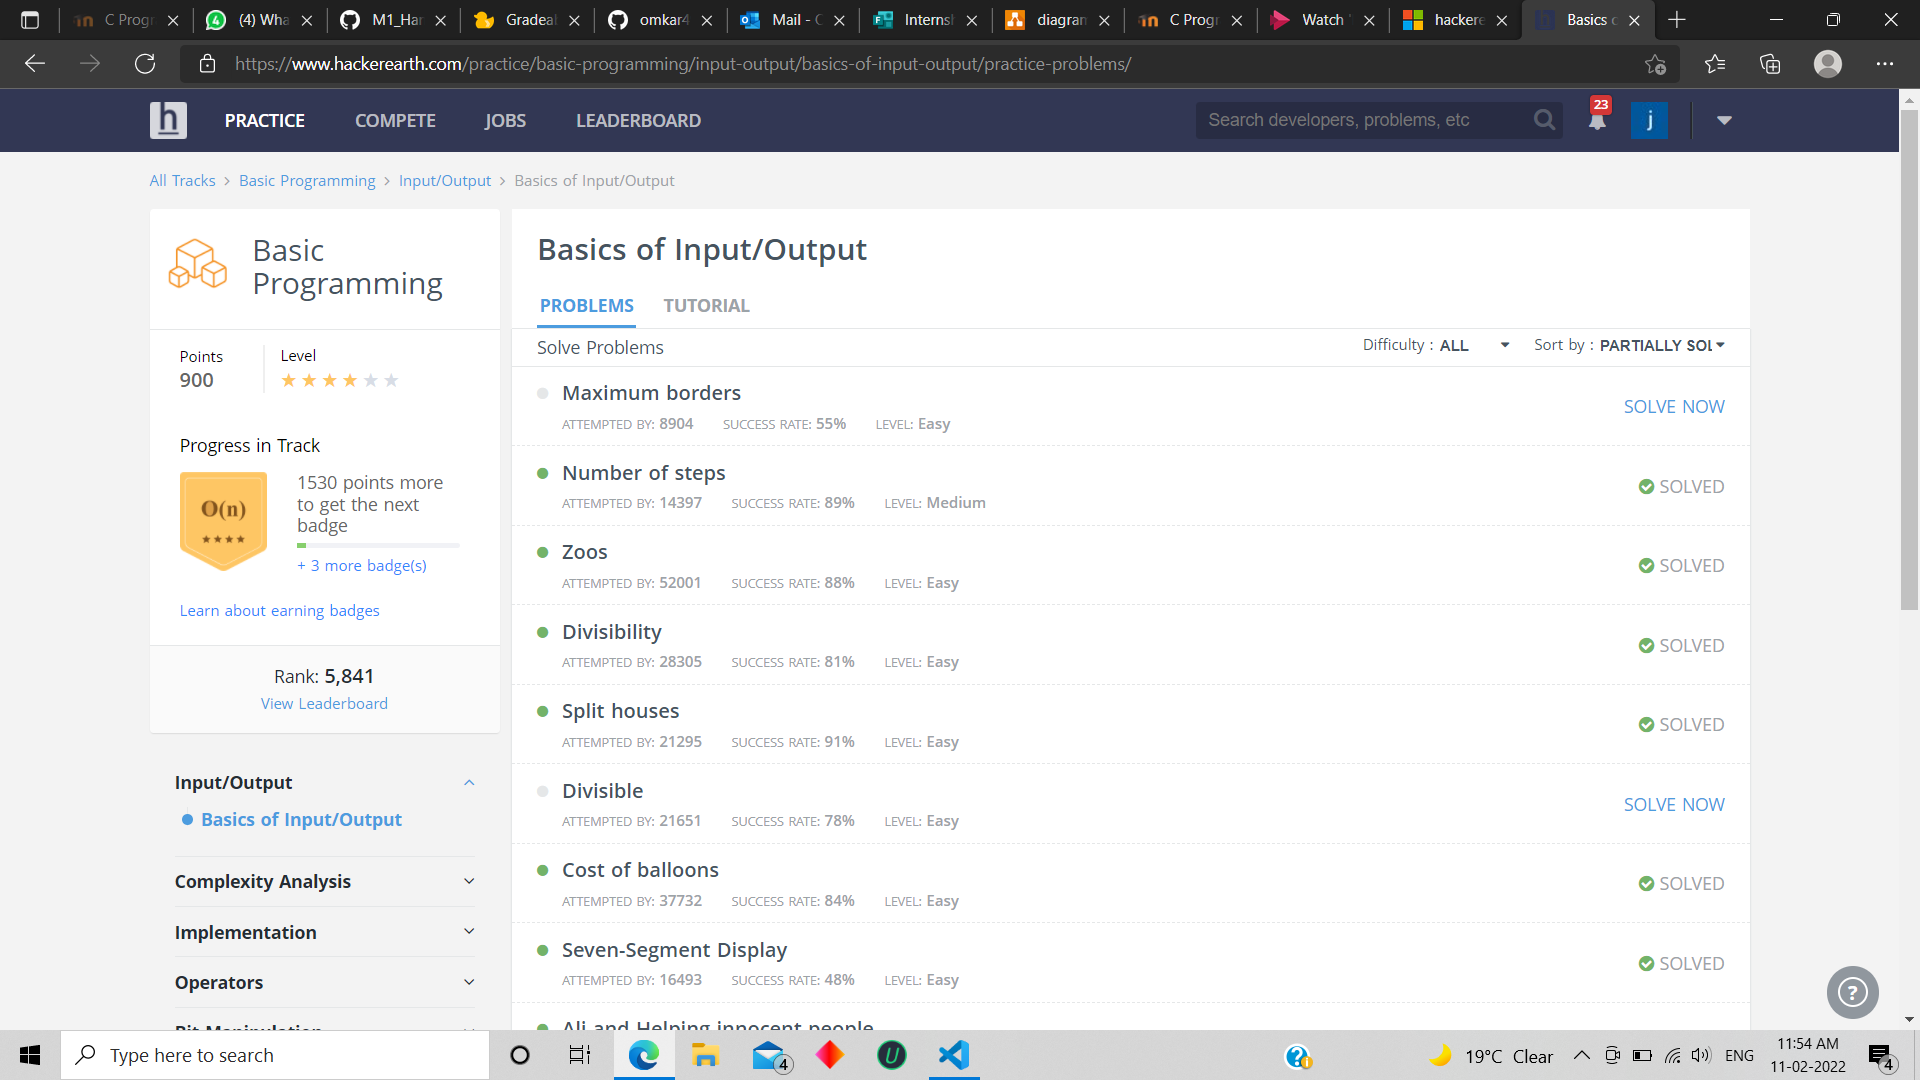 C Progr
(4) Wha
M1_Har
Gradeal
omkar4
Mail - C
Internsh
diagram
C Progr
Watch '
hackere
Basics o
https://www.hackerearth.com/practice/basic-programming/input-output/basics-of-input-output/practice-problems/
h
PRACTICE
COMPETE
JOBS
LEADERBOARD
Search developers, problems, etc
23
j
All Tracks > Basic Programming > Input/Output > Basics of Input/Output
Basic
Programming
Points
900
Level
Progress in Track
O(n)
1530 points more
to get the next
badge
+ 3 more badge(s)
Learn about earning badges
Rank: 5,841
View Leaderboard
Input/Output
Basics of Input/Output
Complexity Analysis
Implementation
Operators
Bit Manipulation
Basics of Input/Output
PROBLEMS
TUTORIAL
Solve Problems
Difficulty : ALL
Sort by : PARTIALLY SOL
Maximum borders
ATTEMPTED BY: 8904 SUCCESS RATE: 55% LEVEL: Easy
SOLVE NOW
Number of steps
ATTEMPTED BY: 14397 SUCCESS RATE: 89% LEVEL: Medium
SOLVED
Zoos
ATTEMPTED BY: 52001 SUCCESS RATE: 88% LEVEL: Easy
SOLVED
Divisibility
ATTEMPTED BY: 28305 SUCCESS RATE: 81% LEVEL: Easy
SOLVED
Split houses
ATTEMPTED BY: 21295 SUCCESS RATE: 91% LEVEL: Easy
SOLVED
Divisible
ATTEMPTED BY: 21651 SUCCESS RATE: 78% LEVEL: Easy
SOLVE NOW
Cost of balloons
ATTEMPTED BY: 37732 SUCCESS RATE: 84% LEVEL: Easy
SOLVED
Seven-Segment Display
ATTEMPTED BY: 16493 SUCCESS RATE: 48% LEVEL: Easy
SOLVED
Ali and Helping innocent people
?
Type here to search
4
U
19°C Clear
ENG
11:54 AM
11-02-2022
4